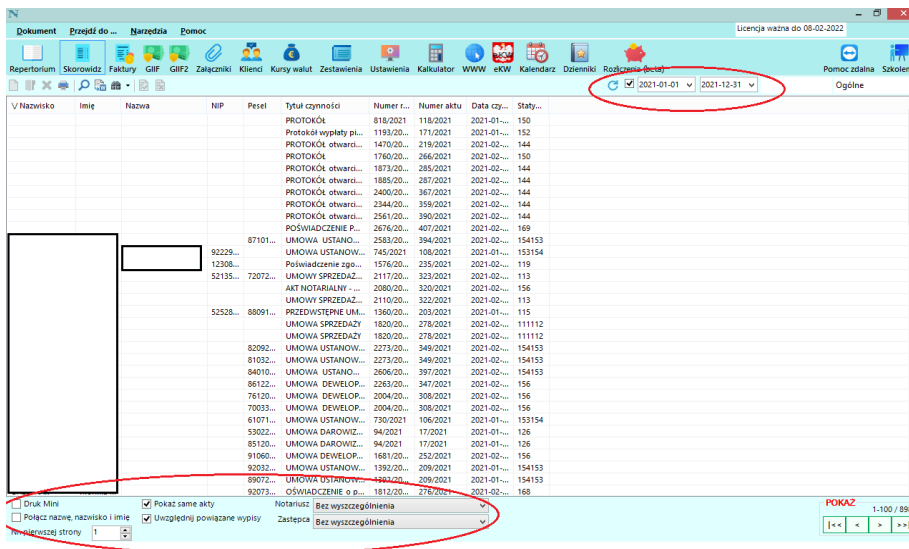 N
Dokument Przejdź do ... Narzędzia Pomoc
Licencja ważna do 08-02-2022
Repertorium Skorowidz Faktury GIIF GIIF2 Załączniki Klienci Kursy walut Zestawienia Ustawienia Kalkulator WWW eKW Kalendarz Dzienniki Rozliczenia (beta) Pomoc zdalna Szkolen
2021-01-01 2021-12-31 Ogólne
Nazwisko Imię Nazwa NIP Pesel Tytuł czynności Numer r... Numer aktu Data czy... Staty...
PROTOKÓŁ 818/2021 118/2021 2021-01-... 150
Protokół wypłaty pi... 1193/20... 171/2021 2021-01-... 152
PROTOKÓŁ otwarci... 1470/20... 219/2021 2021-02-... 144
PROTOKÓŁ 1760/20... 266/2021 2021-02-... 150
PROTOKÓŁ otwarci... 1873/20... 285/2021 2021-02-... 144
PROTOKÓŁ otwarci... 1885/20... 287/2021 2021-02-... 144
PROTOKÓŁ otwarci... 2400/20... 367/2021 2021-02-... 144
PROTOKÓŁ otwarci... 2344/20... 359/2021 2021-02-... 144
PROTOKÓŁ otwarci... 2561/20... 390/2021 2021-02-... 144
POŚWIADCZENIE P... 2676/20... 407/2021 2021-02-... 169
87101... UMOWA USTANO... 2583/20... 394/2021 2021-02-... 154153
92229... UMOWA USTANOW... 745/2021 108/2021 2021-01-... 153154
12308... Poświadczenie zgo... 1576/20... 235/2021 2021-02-... 119
52135... 72072... UMOWY SPRZEDAŻ... 2117/20... 323/2021 2021-02-... 113
AKT NOTARIALNY - ... 2080/20... 320/2021 2021-02-... 156
UMOWY SPRZEDAŻ... 2110/20... 322/2021 2021-02-... 113
52528... 88091... PRZEDWSTĘPNE UM... 1360/20... 203/2021 2021-01-... 115
UMOWA SPRZEDAŻY 1820/20... 278/2021 2021-02-... 111112
UMOWA SPRZEDAŻY 1820/20... 278/2021 2021-02-... 111112
82092... UMOWA USTANOW... 2273/20... 349/2021 2021-02-... 154153
81032... UMOWA USTANOW... 2273/20... 349/2021 2021-02-... 154153
84010... UMOWA USTANO... 2606/20... 397/2021 2021-02-... 154153
86122... UMOWA DEWELOP... 2263/20... 347/2021 2021-02-... 156
76120... UMOWA DEWELOP... 2004/20... 308/2021 2021-02-... 156
70033... UMOWA DEWELOP... 2004/20... 308/2021 2021-02-... 156
61071... UMOWA USTANOW... 730/2021 106/2021 2021-01-... 153154
53022... UMOWA DAROWIZ... 94/2021 17/2021 2021-01-... 126
85120... UMOWA DAROWIZ... 94/2021 17/2021 2021-01-... 126
91060... UMOWA DEWELOP... 1681/20... 252/2021 2021-02-... 156
92032... UMOWA USTANOW... 1392/20... 209/2021 2021-01-... 154153
89072... UMOWA USTANOW... 1392/20... 209/2021 2021-01-... 154153
92073... OŚWIADCZENIE o p... 1812/20... 276/2021 2021-02-... 168
Druk Mini Pokaż same akty Notariusz Bez wyszczególnienia
POKAŻ
1-100 / 898
Połącz nazwę, nazwisko i imię Uwzględnij powiązane wypisy Zastępca Bez wyszczególnienia
|<< < > >>
pierwszej strony 1